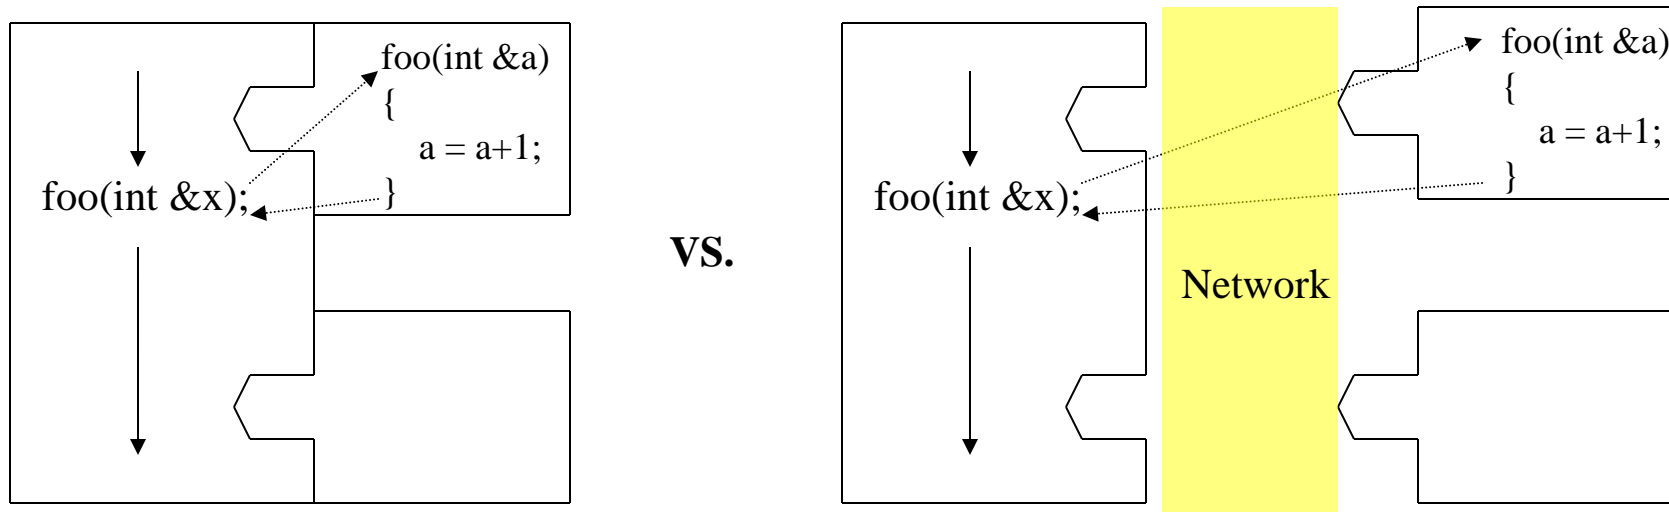 foo(int &a)
{
a = a+1;
}
foo(int &x);
vs.
foo(int &a)
{
a = a+1;
}
foo(int &x);
Network